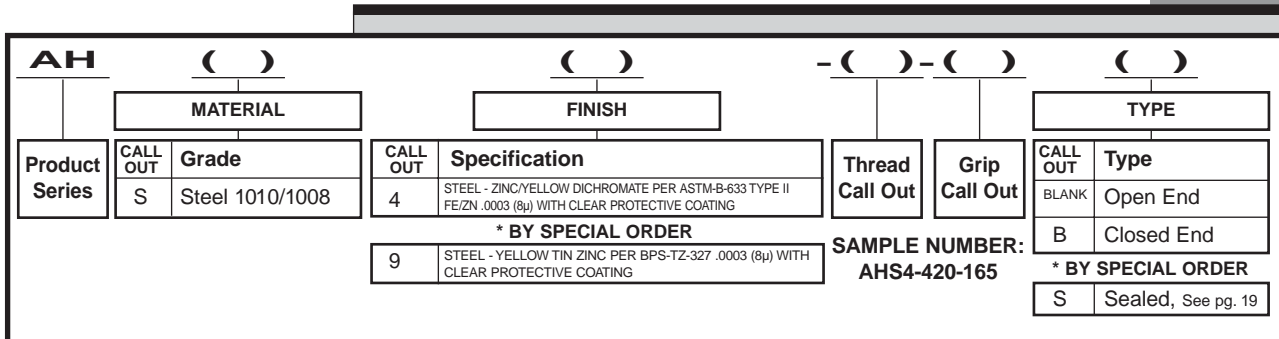 AH ( ) ( ) -( )-( ) ( )
MATERIAL
FINISH
TYPE
Product Series
CALL OUT Grade
S Steel 1010/1008
CALL OUT Specification
4 STEEL - ZINC/YELLOW DICHROMATE PER ASTM-B-633 TYPE II
FE/ZN .0003 (8µ) WITH CLEAR PROTECTIVE COATING
* BY SPECIAL ORDER
9 STEEL - YELLOW TIN ZINC PER BPS-TZ-327 .0003 (8µ) WITH
CLEAR PROTECTIVE COATING
Thread Call Out
Grip Call Out
SAMPLE NUMBER:
AHS4-420-165
CALL OUT Type
BLANK Open End
B Closed End
* BY SPECIAL ORDER
S Sealed, See pg. 19